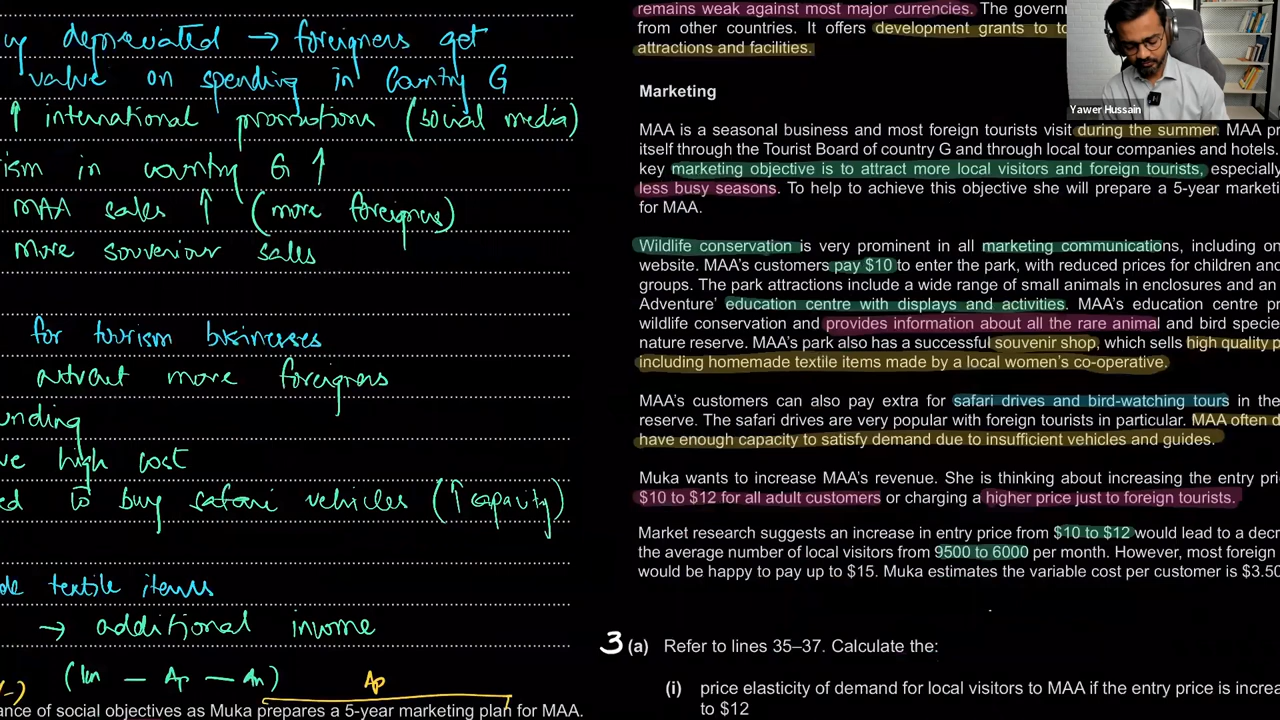 depreciated → foreigners get
value on spending in Country G
↑ international promotions (social media)
in country G ↑
MAA sales ↑ (more foreigners)
More souveniour sales
for tourism businesses
attract more foreigners
high cost
to buy safari vehicles (↑ capacity)
textile items
→ additional income
Ap
ance of social objectives as Muka prepares a 5-year marketing plan for MAA.
remains weak against most major currencies. The govern
from other countries. It offers development grants to to
attractions and facilities.
Yawer Hussain
Marketing
MAA is a seasonal business and most foreign tourists visit during the summer. MAA pr
itself through the Tourist Board of country G and through local tour companies and hotels.
key marketing objective is to attract more local visitors and foreign tourists, especially
less busy seasons. To help to achieve this objective she will prepare a 5-year marketi
for MAA.
Wildlife conservation is very prominent in all marketing communications, including on
website. MAA's customers pay $10 to enter the park, with reduced prices for children and
groups. The park attractions include a wide range of small animals in enclosures and an
Adventure' education centre with displays and activities. MAA's education centre pr
wildlife conservation and provides information about all the rare animal and bird specie
nature reserve. MAA's park also has a successful souvenir shop, which sells high quality p
including homemade textile items made by a local women's co-operative.
MAA's customers can also pay extra for safari drives and bird-watching tours in the
reserve. The safari drives are very popular with foreign tourists in particular. MAA often d
have enough capacity to satisfy demand due to insufficient vehicles and guides.
Muka wants to increase MAA's revenue. She is thinking about increasing the entry pri
$10 to $12 for all adult customers or charging a higher price just to foreign tourists.
Market research suggests an increase in entry price from $10 to $12 would lead to a decr
the average number of local visitors from 9500 to 6000 per month. However, most foreign
would be happy to pay up to $15. Muka estimates the variable cost per customer is $3.50
3 (a) Refer to lines 35–37. Calculate the:
(i) price elasticity of demand for local visitors to MAA if the entry price is increa
to $12